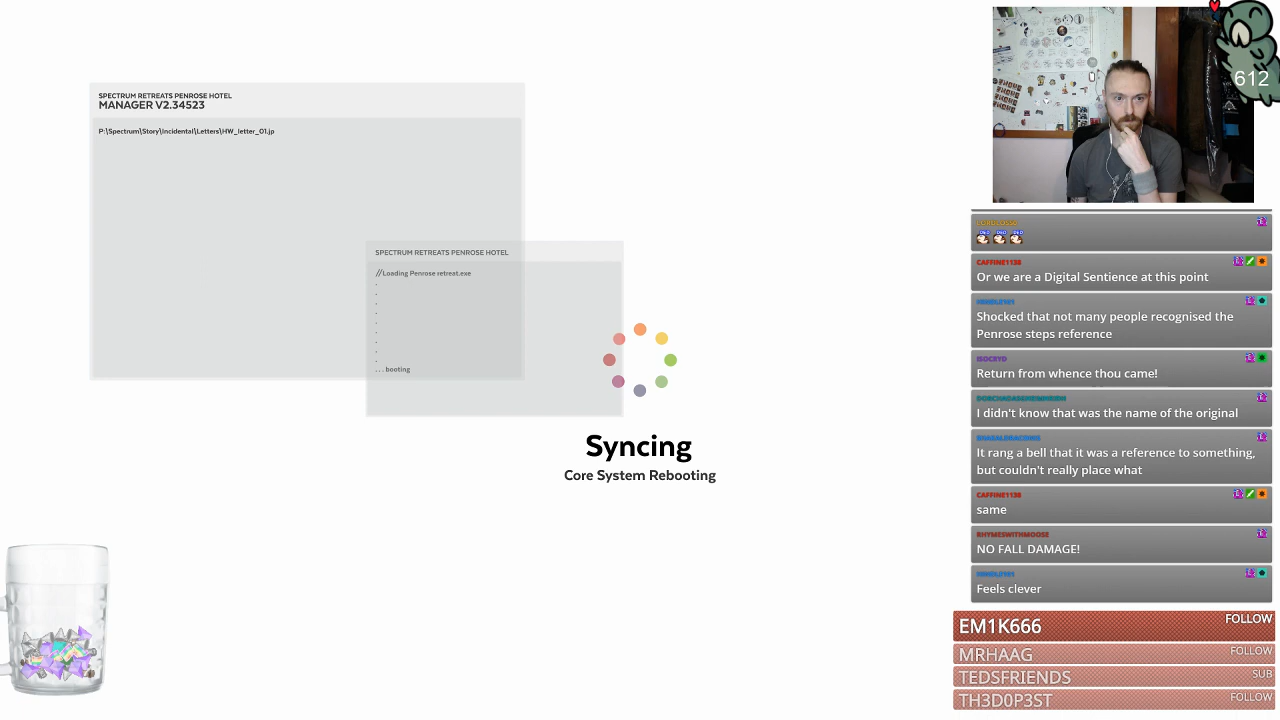 SPECTRUM RETREATS PENROSE HOTEL
MANAGER V2.34523
P:\Spectrum\Story\Incidental\Letters\HW_letter_01.jp
SPECTRUM RETREATS PENROSE HOTEL
//Loading Penrose retreat.exe
.
.
.
.
.
.
.
.
.
. . . booting
Syncing
Core System Rebooting
612
CAFFINE1138
Or we are a Digital Sentience at this point
Shocked that not many people recognised the
Penrose steps reference
ISOCRYD
Return from whence thou came!
I didn't know that was the name of the original
It rang a bell that it was a reference to something,
but couldn't really place what
CAFFINE1138
same
RHYMESWITHMOOSE
NO FALL DAMAGE!
Feels clever
EM1K666 FOLLOW
MRHAAG FOLLOW
TEDSFRIENDS SUB
TH3D0P3ST FOLLOW